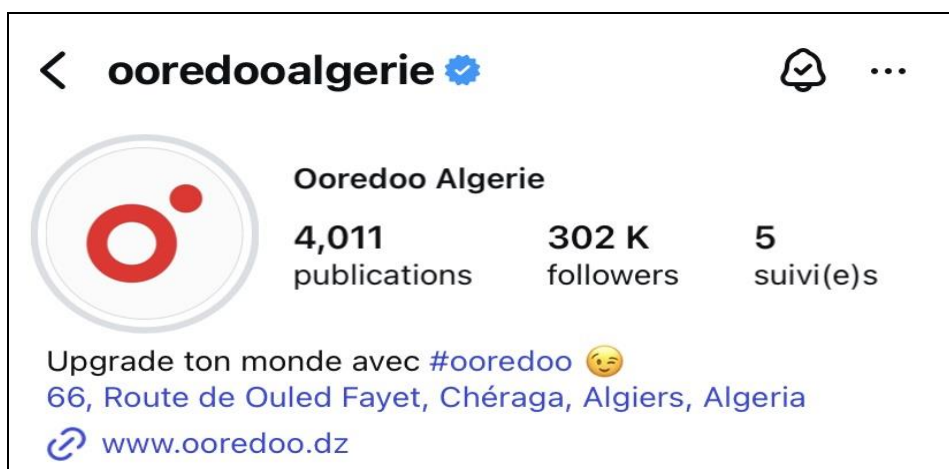 ooredooalgerie
Ooredoo Algerie
4,011 302 K 5
publications followers suivi(e)s
Upgrade ton monde avec #ooredoo 😉
66, Route de Ouled Fayet, Chéraga, Algiers, Algeria
www.ooredoo.dz